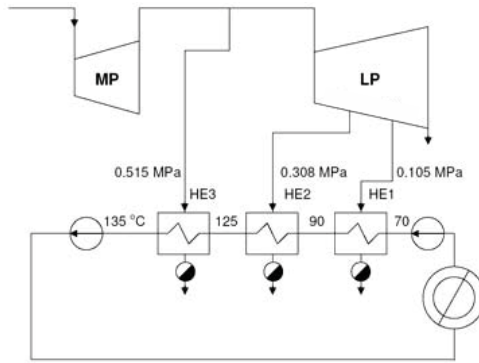 MP
LP
0.515 MPa
0.308 MPa
0.105 MPa
HE3
HE2
HE1
135 °C
125
90
70